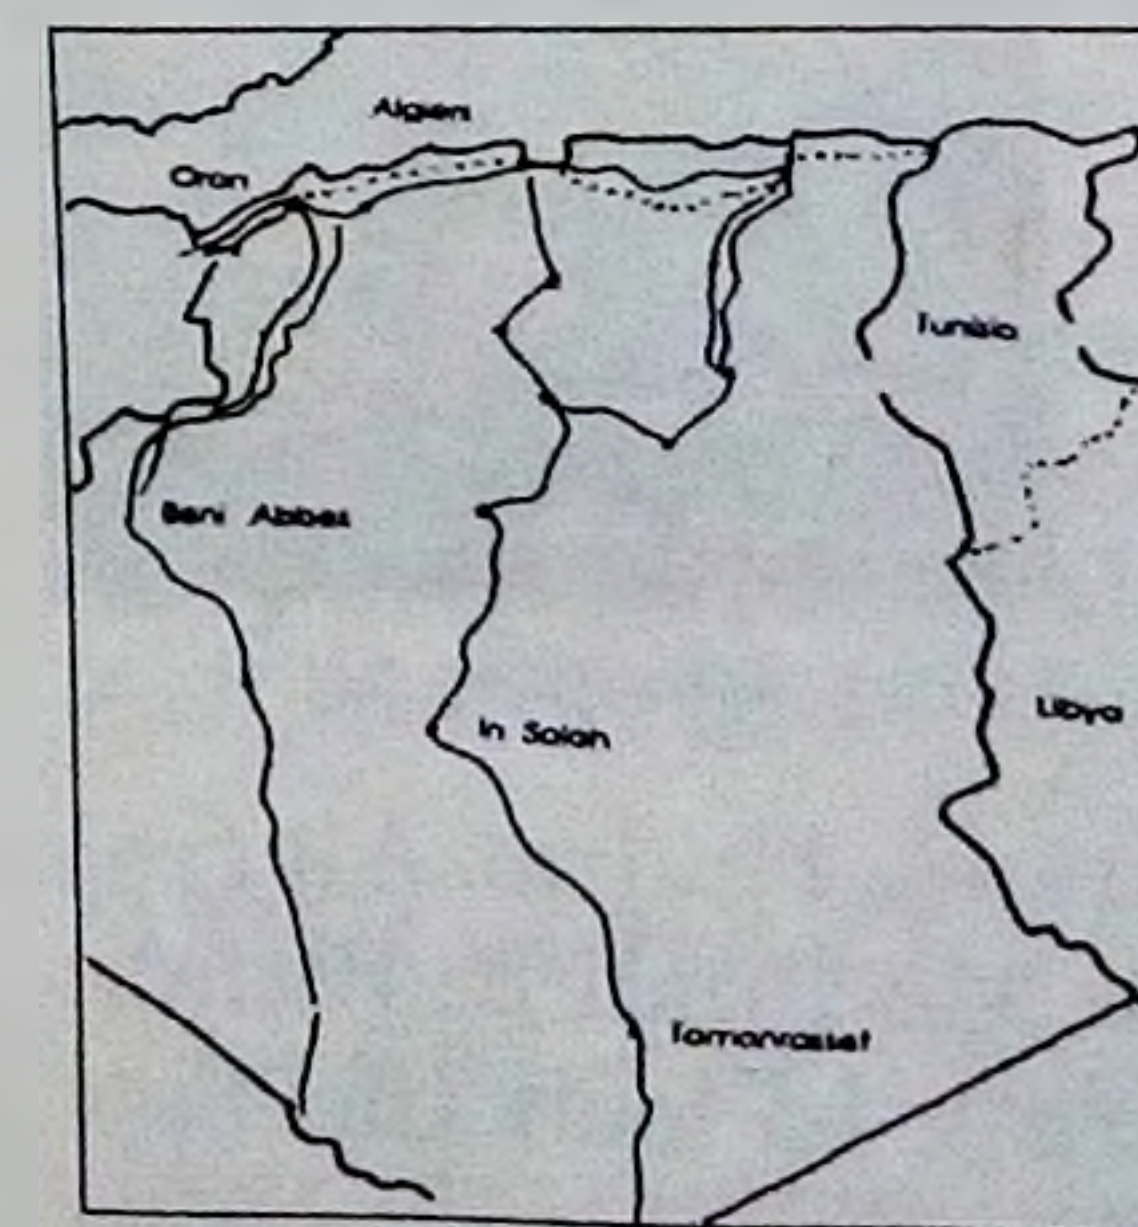 Algiers
Oran
Tunisia
Beni Abbes
Libya
In Salah
Tamanrasset